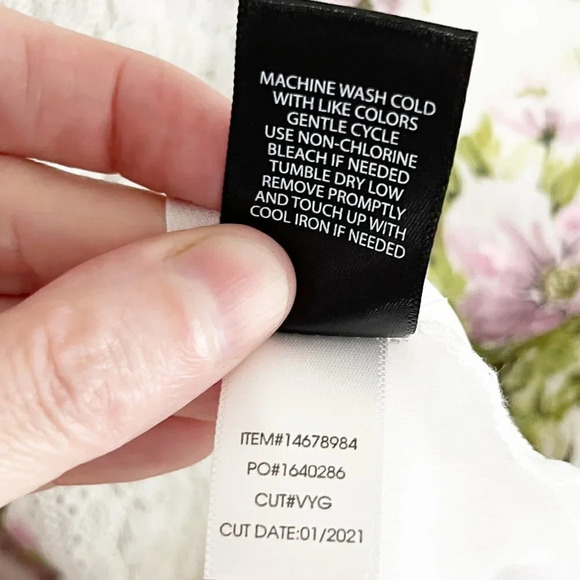 MACHINE WASH COLD
WITH LIKE COLORS
GENTLE CYCLE
USE NON-CHLORINE
BLEACH IF NEEDED
TUMBLE DRY LOW
REMOVE PROMPTLY
AND TOUCH UP WITH
COOL IRON IF NEEDED
ITEM#14678984
PO#1640286
CUT#VYG
CUT DATE:01/2021